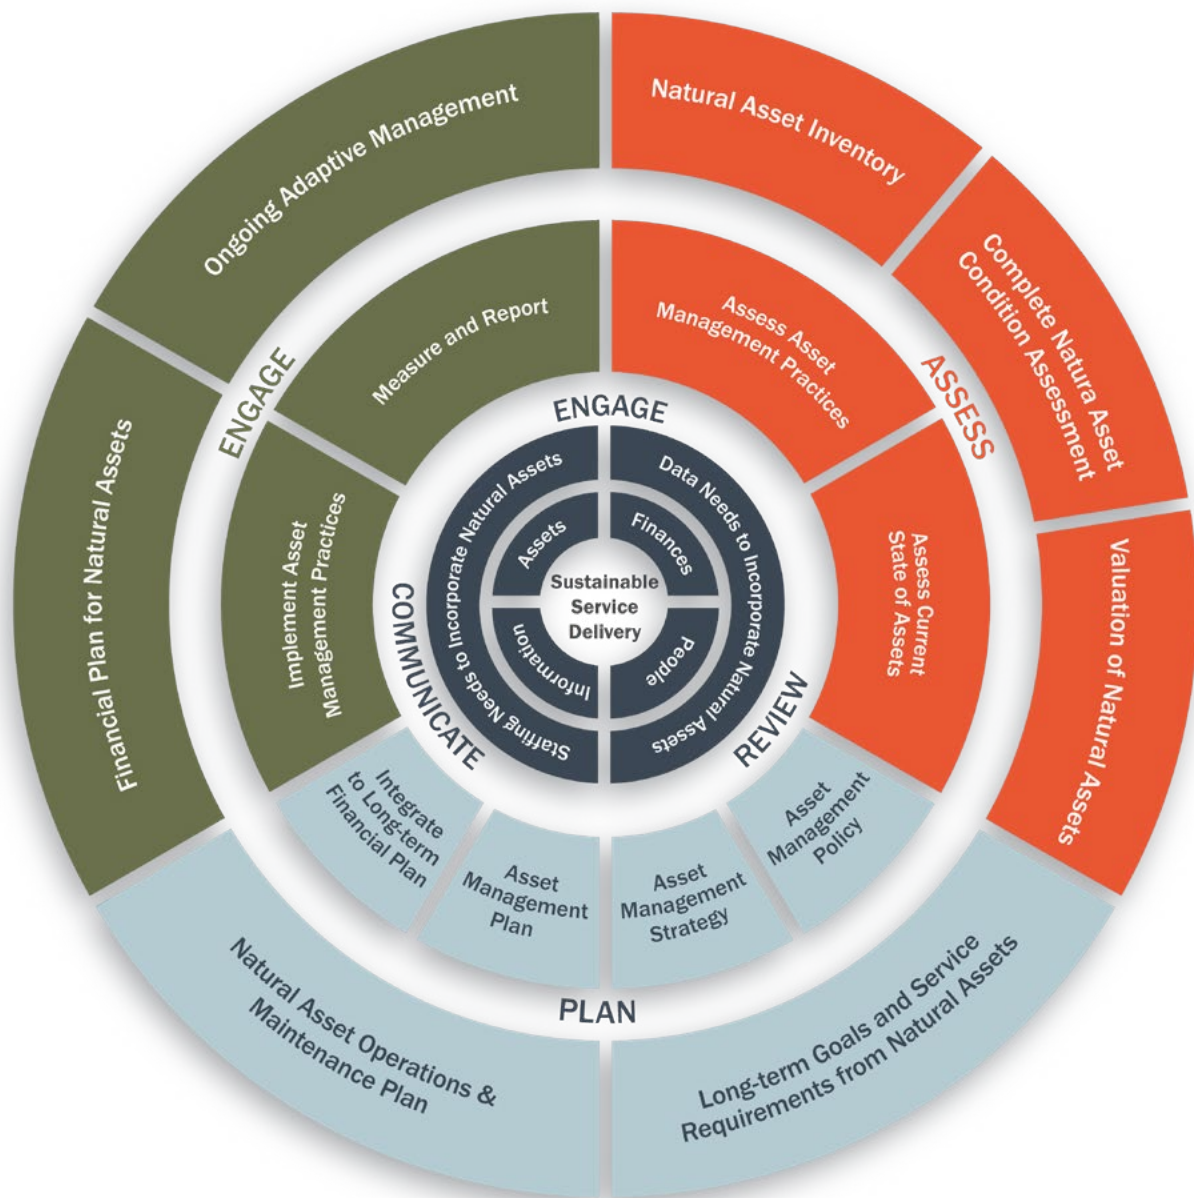 Ongoing Adaptive Management
Natural Asset Inventory
Complete Natura Asset
Condition Assessment
Valuation of Natural Assets
Long-term Goals and Service
Requirements from Natural Assets
Natural Asset Operations &
Maintenance Plan
Financial Plan for Natural Assets
ENGAGE
ASSESS
PLAN
Measure and Report
Assess Asset
Management Practices
Assess Current
State of Assets
Asset
Management
Policy
Asset
Management
Strategy
Asset
Management
Plan
Integrate
to Long-term
Financial Plan
Implement Asset
Management Practices
ENGAGE
REVIEW
COMMUNICATE
Staffing Needs to Incorporate Natural Assets
Data Needs to Incorporate Natural Assets
Assets
Finances
People
Information
Sustainable
Service
Delivery